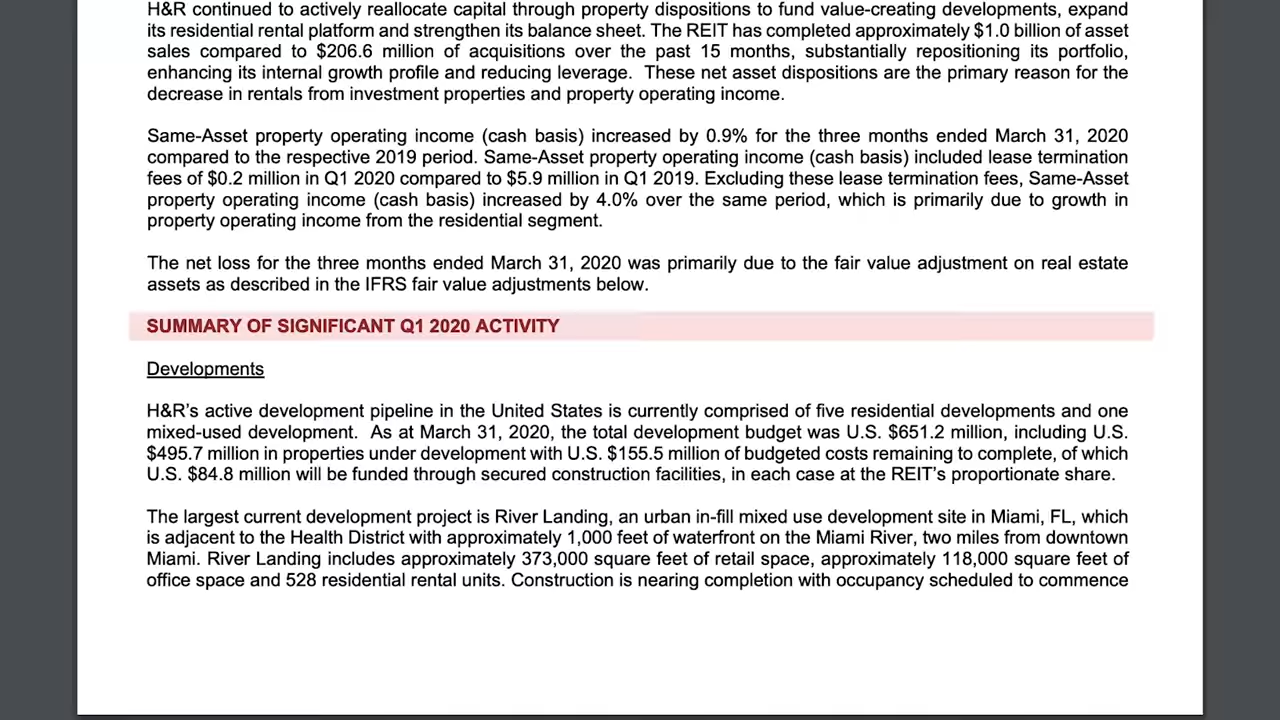 H&R continued to actively reallocate capital through property dispositions to fund value-creating developments, expand
its residential rental platform and strengthen its balance sheet. The REIT has completed approximately $1.0 billion of asset
sales compared to $206.6 million of acquisitions over the past 15 months, substantially repositioning its portfolio,
enhancing its internal growth profile and reducing leverage. These net asset dispositions are the primary reason for the
decrease in rentals from investment properties and property operating income.
Same-Asset property operating income (cash basis) increased by 0.9% for the three months ended March 31, 2020
compared to the respective 2019 period. Same-Asset property operating income (cash basis) included lease termination
fees of $0.2 million in Q1 2020 compared to $5.9 million in Q1 2019. Excluding these lease termination fees, Same-Asset
property operating income (cash basis) increased by 4.0% over the same period, which is primarily due to growth in
property operating income from the residential segment.
The net loss for the three months ended March 31, 2020 was primarily due to the fair value adjustment on real estate
assets as described in the IFRS fair value adjustments below.
SUMMARY OF SIGNIFICANT Q1 2020 ACTIVITY
Developments
H&R's active development pipeline in the United States is currently comprised of five residential developments and one
mixed-used development. As at March 31, 2020, the total development budget was U.S. $651.2 million, including U.S.
$495.7 million in properties under development with U.S. $155.5 million of budgeted costs remaining to complete, of which
U.S. $84.8 million will be funded through secured construction facilities, in each case at the REIT's proportionate share.
The largest current development project is River Landing, an urban in-fill mixed use development site in Miami, FL, which
is adjacent to the Health District with approximately 1,000 feet of waterfront on the Miami River, two miles from downtown
Miami. River Landing includes approximately 373,000 square feet of retail space, approximately 118,000 square feet of
office space and 528 residential rental units. Construction is nearing completion with occupancy scheduled to commence